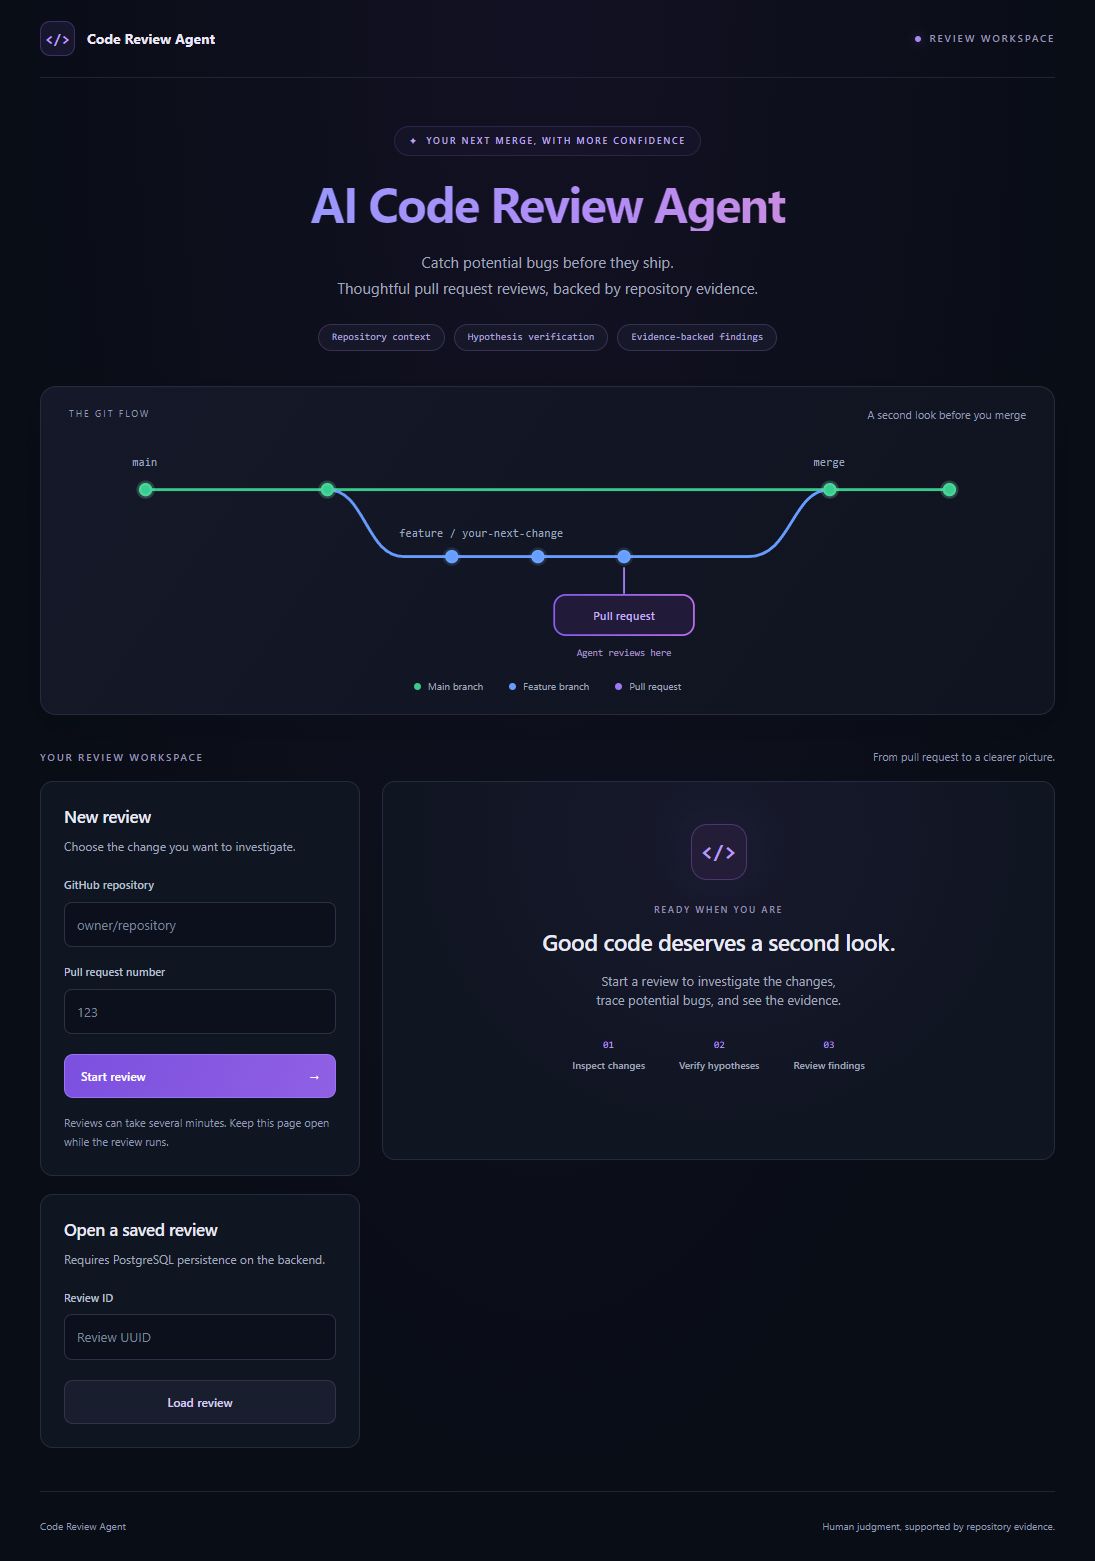 </> Code Review Agent
REVIEW WORKSPACE
✦ YOUR NEXT MERGE, WITH MORE CONFIDENCE
AI Code Review Agent
Catch potential bugs before they ship.
Thoughtful pull request reviews, backed by repository evidence.
Repository context
Hypothesis verification
Evidence-backed findings
THE GIT FLOW
A second look before you merge
main
merge
feature / your-next-change
Pull request
Agent reviews here
Main branch
Feature branch
Pull request
YOUR REVIEW WORKSPACE
From pull request to a clearer picture.
New review
Choose the change you want to investigate.
GitHub repository
owner/repository
Pull request number
123
Start review →
Reviews can take several minutes. Keep this page open
while the review runs.
</>
READY WHEN YOU ARE
Good code deserves a second look.
Start a review to investigate the changes,
trace potential bugs, and see the evidence.
01
Inspect changes
02
Verify hypotheses
03
Review findings
Open a saved review
Requires PostgreSQL persistence on the backend.
Review ID
Review UUID
Load review
Code Review Agent
Human judgment, supported by repository evidence.